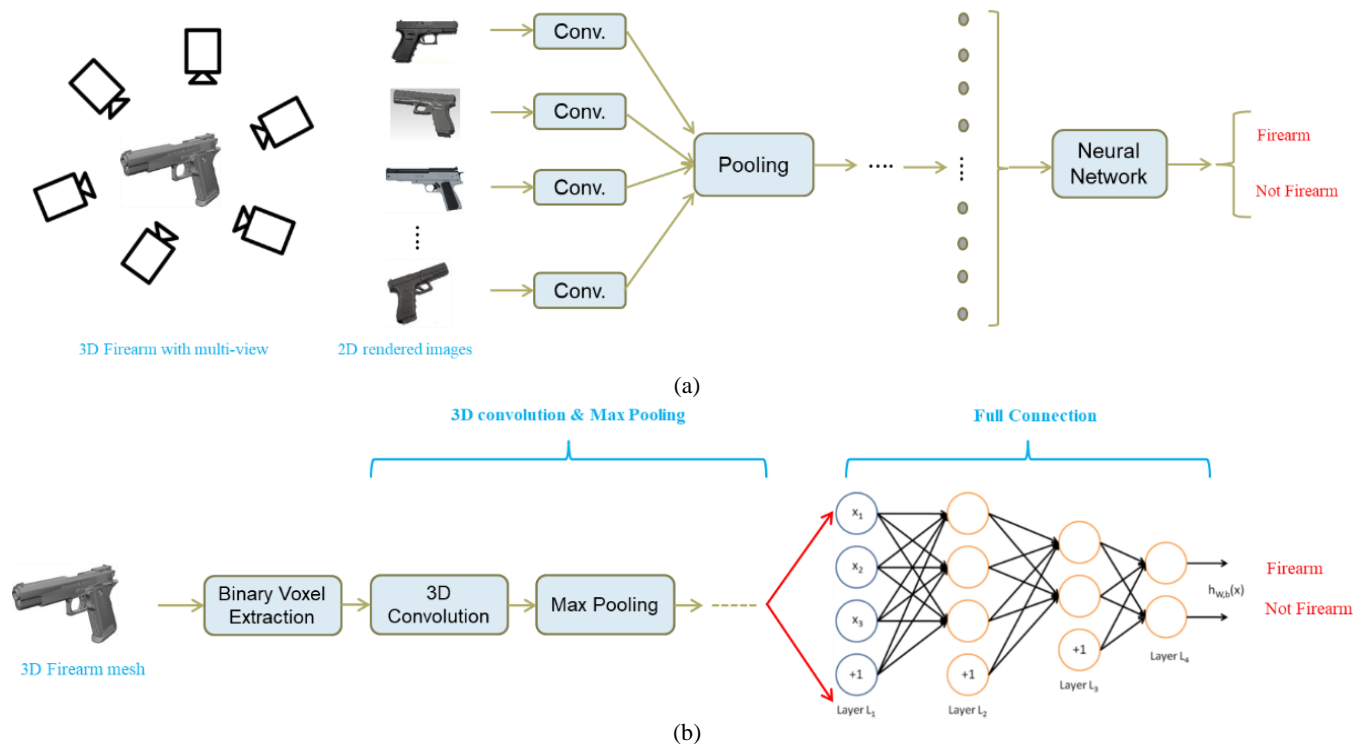 Conv.
Conv.
Conv.
Conv.
Pooling
Neural
Network
Firearm
Not Firearm
3D Firearm with multi-view
2D rendered images
(a)
3D convolution & Max Pooling
Full Connection
Binary Voxel
Extraction
3D
Convolution
Max Pooling
3D Firearm mesh
x₁
x₂
x₃
+1
Layer L₁
+1
Layer L₂
+1
Layer L₃
Layer L₄
h_{W,b}(x)
Firearm
Not Firearm
(b)